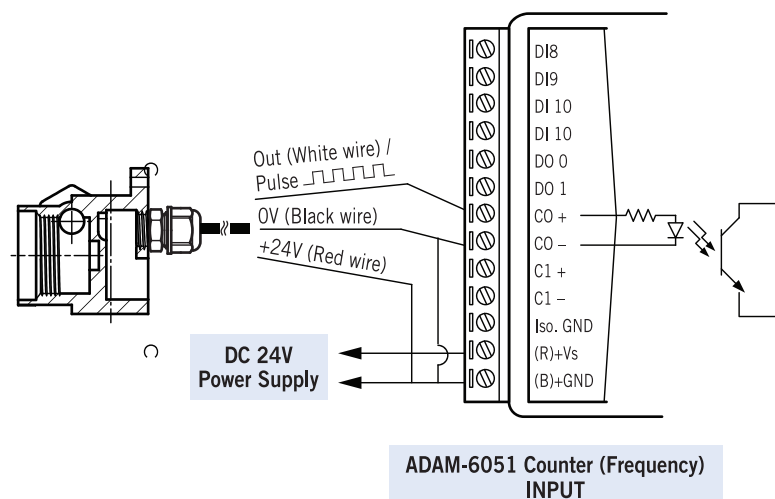 DI8
DI9
DI 10
DI 10
DO 0
DO 1
CO +
CO –
C1 +
C1 –
Iso. GND
(R)+Vs
(B)+GND
Out (White wire) /
Pulse
0V (Black wire)
+24V (Red wire)
DC 24V
Power Supply
ADAM-6051 Counter (Frequency)
INPUT